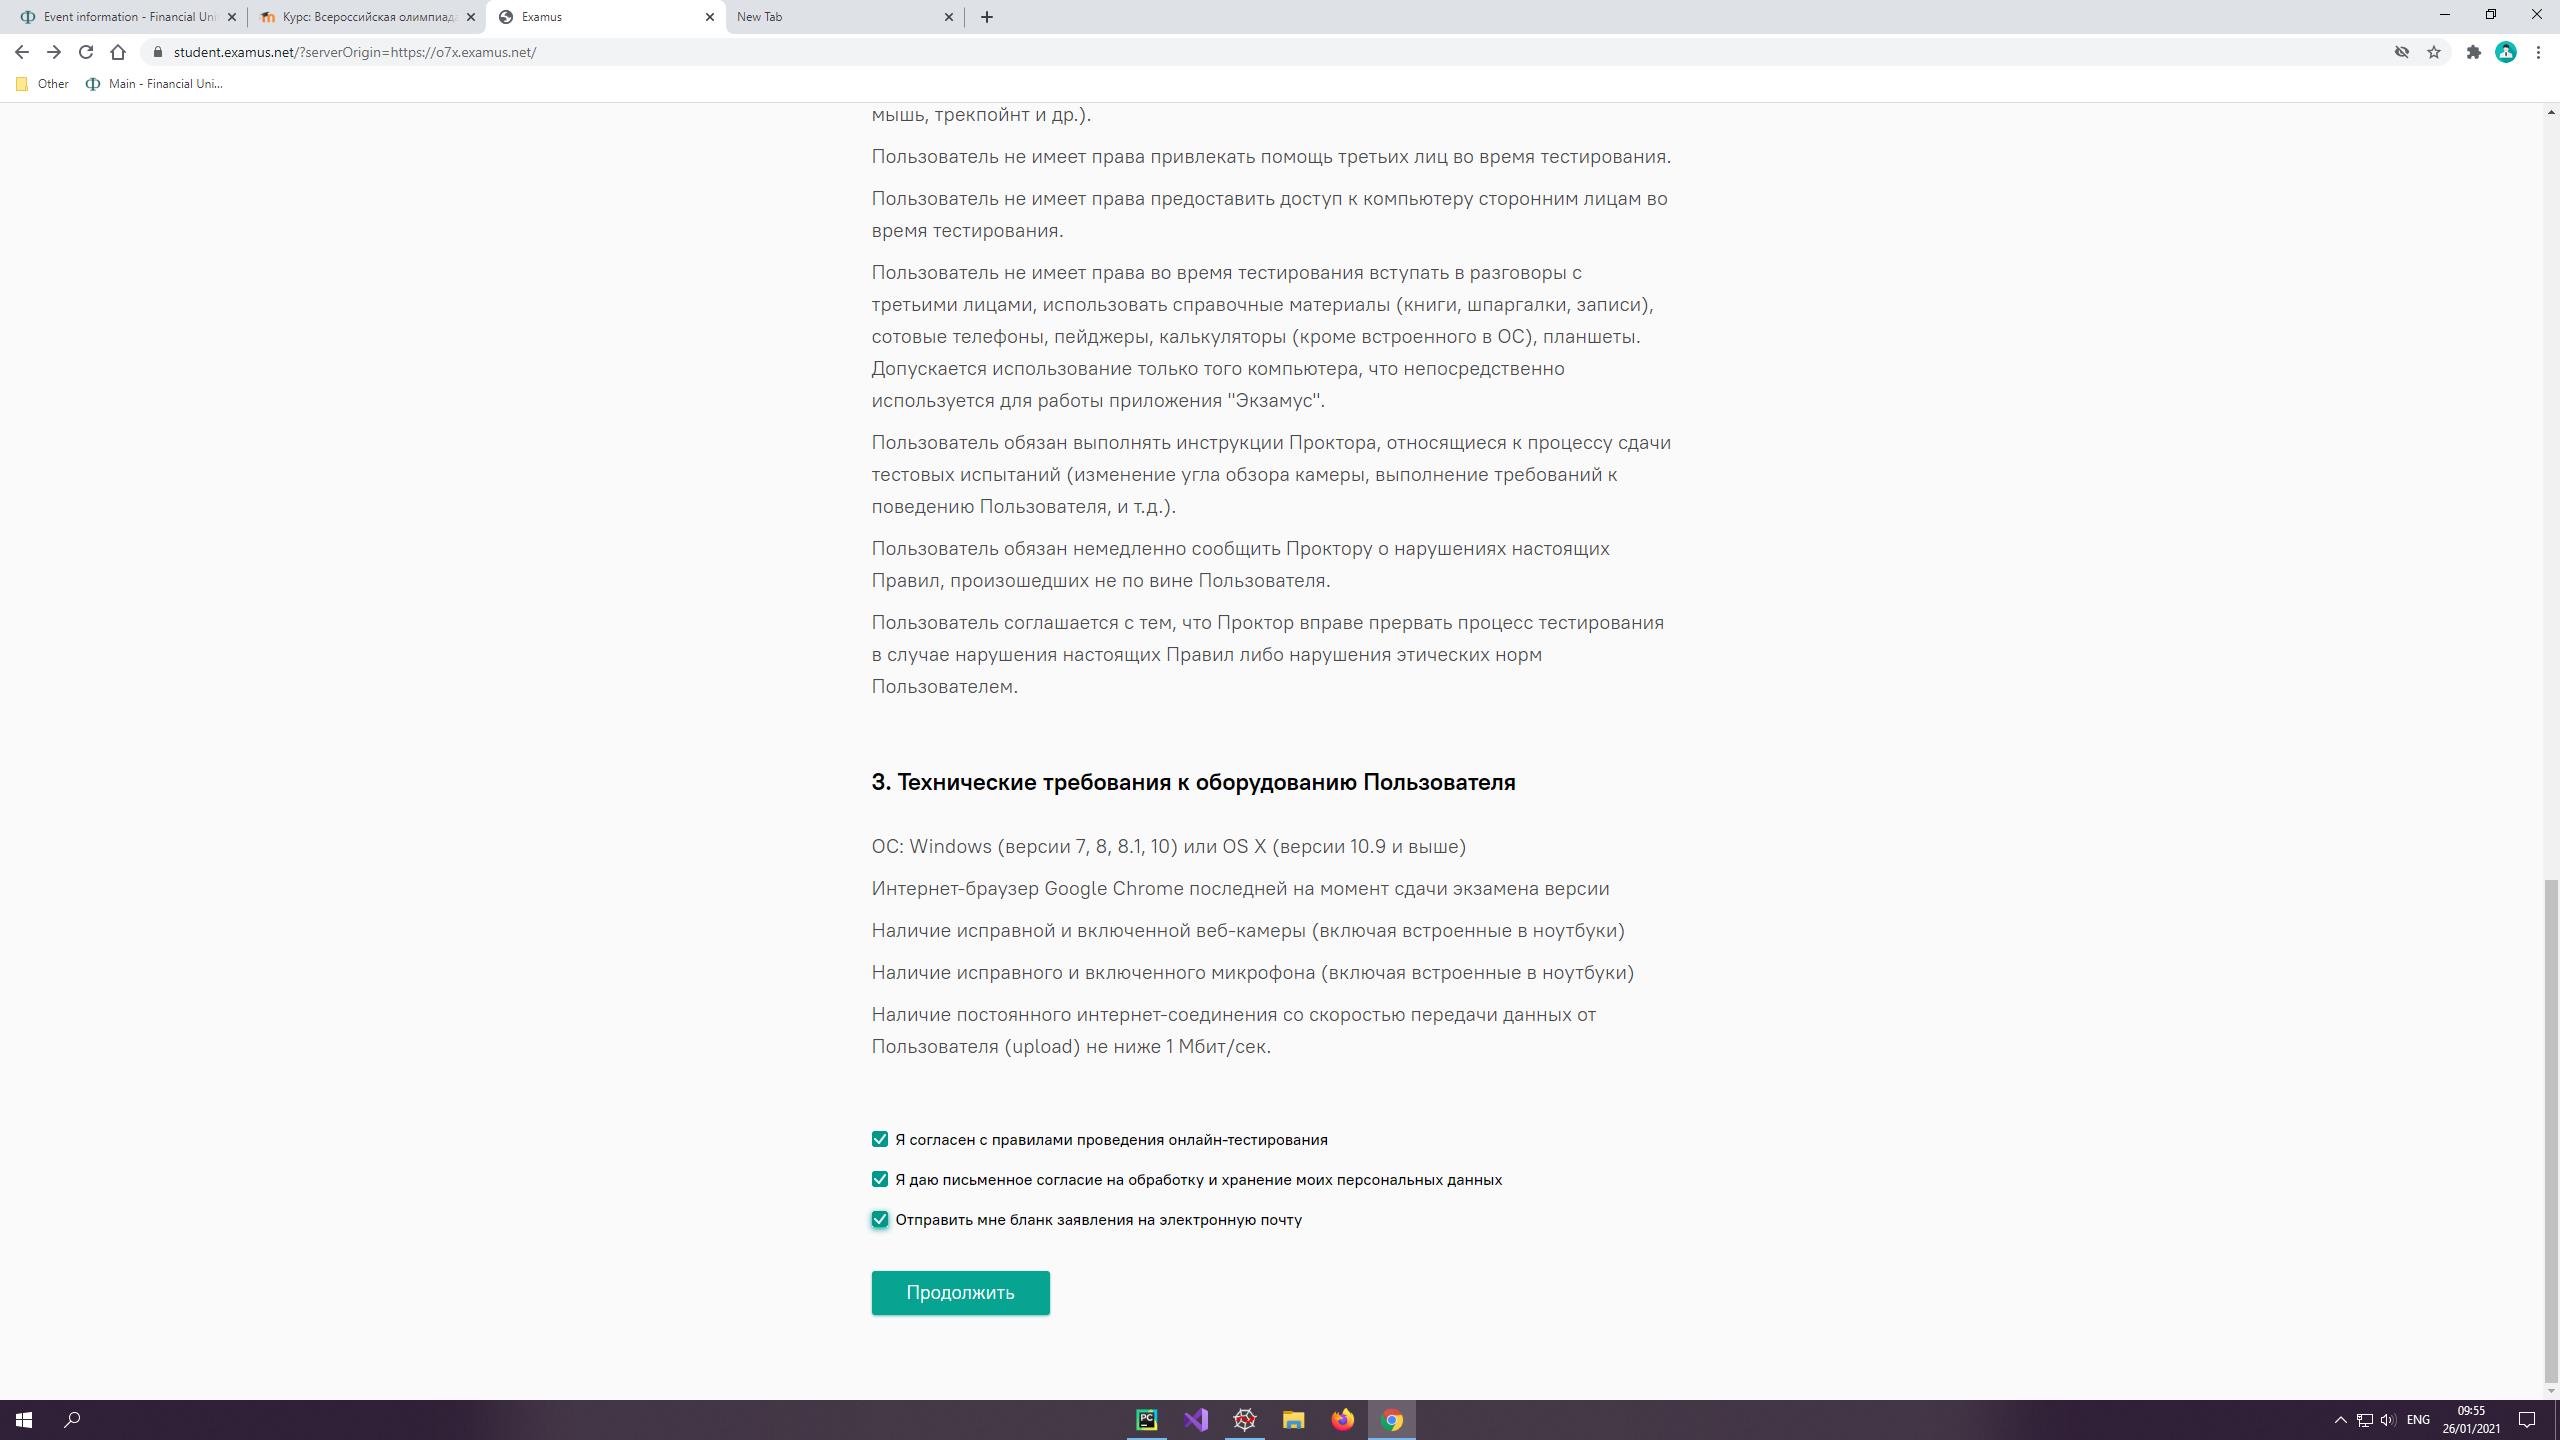 Event information - Financial Uni
Курс: Всероссийская олимпиада
Examus
New Tab
student.examus.net/?serverOrigin=https://o7x.examus.net/
Other
Main - Financial Uni...
мышь, трекпойнт и др.).
Пользователь не имеет права привлекать помощь третьих лиц во время тестирования.
Пользователь не имеет права предоставить доступ к компьютеру сторонним лицам во
время тестирования.
Пользователь не имеет права во время тестирования вступать в разговоры с
третьими лицами, использовать справочные материалы (книги, шпаргалки, записи),
сотовые телефоны, пейджеры, калькуляторы (кроме встроенного в ОС), планшеты.
Допускается использование только того компьютера, что непосредственно
используется для работы приложения "Экзамус".
Пользователь обязан выполнять инструкции Проктора, относящиеся к процессу сдачи
тестовых испытаний (изменение угла обзора камеры, выполнение требований к
поведению Пользователя, и т.д.).
Пользователь обязан немедленно сообщить Проктору о нарушениях настоящих
Правил, произошедших не по вине Пользователя.
Пользователь соглашается с тем, что Проктор вправе прервать процесс тестирования
в случае нарушения настоящих Правил либо нарушения этических норм
Пользователем.
3. Технические требования к оборудованию Пользователя
ОС: Windows (версии 7, 8, 8.1, 10) или OS X (версии 10.9 и выше)
Интернет-браузер Google Chrome последней на момент сдачи экзамена версии
Наличие исправной и включенной веб-камеры (включая встроенные в ноутбуки)
Наличие исправного и включенного микрофона (включая встроенные в ноутбуки)
Наличие постоянного интернет-соединения со скоростью передачи данных от
Пользователя (upload) не ниже 1 Мбит/сек.
Я согласен с правилами проведения онлайн-тестирования
Я даю письменное согласие на обработку и хранение моих персональных данных
Отправить мне бланк заявления на электронную почту
Продолжить
PC
ENG
09:55
26/01/2021